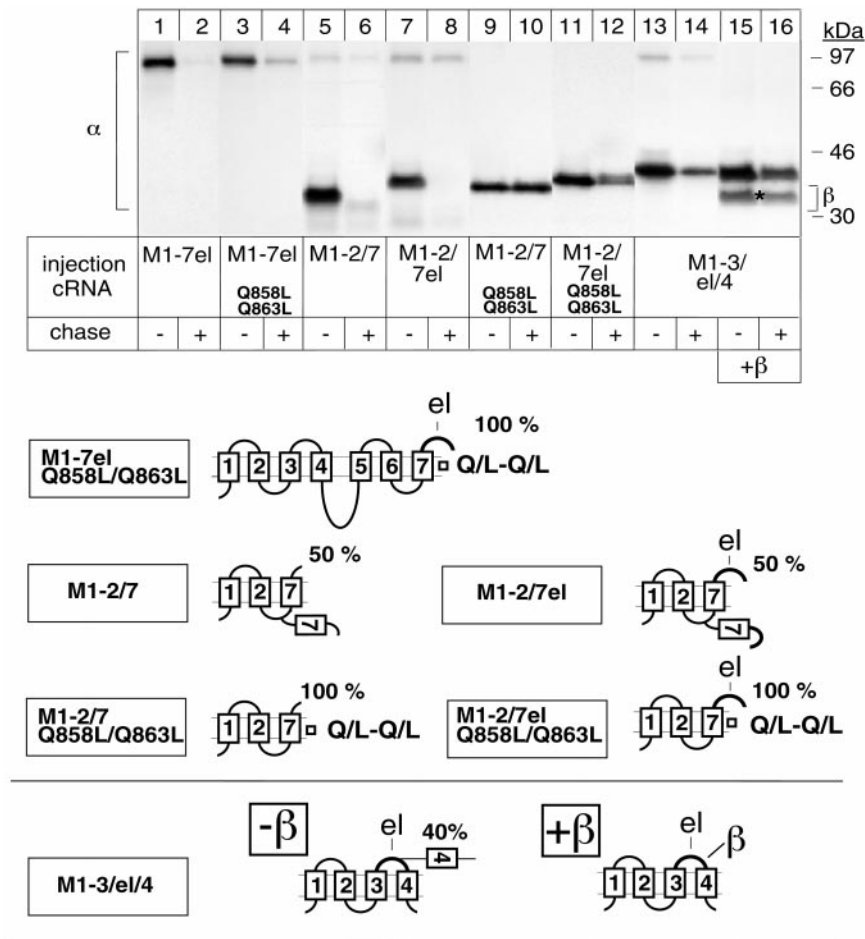 1 2 3 4 5 6 7 8 9 10 11 12 13 14 15 16 kDa
α
– 97
– 66
– 46
β
*
– 30
injection cRNA
M1-7el
M1-7el Q858L Q863L
M1-2/7
M1-2/ 7el
M1-2/7 Q858L Q863L
M1-2/ 7el Q858L Q863L
M1-3/ el/4
chase - + - + - + - + - + - + - + - +
+β
el
100 %
M1-7el
Q858L/Q863L
1 2 3 4 5 6 7 Q/L-Q/L
50 %
M1-2/7
1 2 7
7
el
50 %
M1-2/7el
1 2 7
7
100 %
M1-2/7
Q858L/Q863L
1 2 7 Q/L-Q/L
el
100 %
M1-2/7el
Q858L/Q863L
1 2 7 Q/L-Q/L
-β
el
40%
4
M1-3/el/4
1 2 3 4
+β
el
β
1 2 3 4